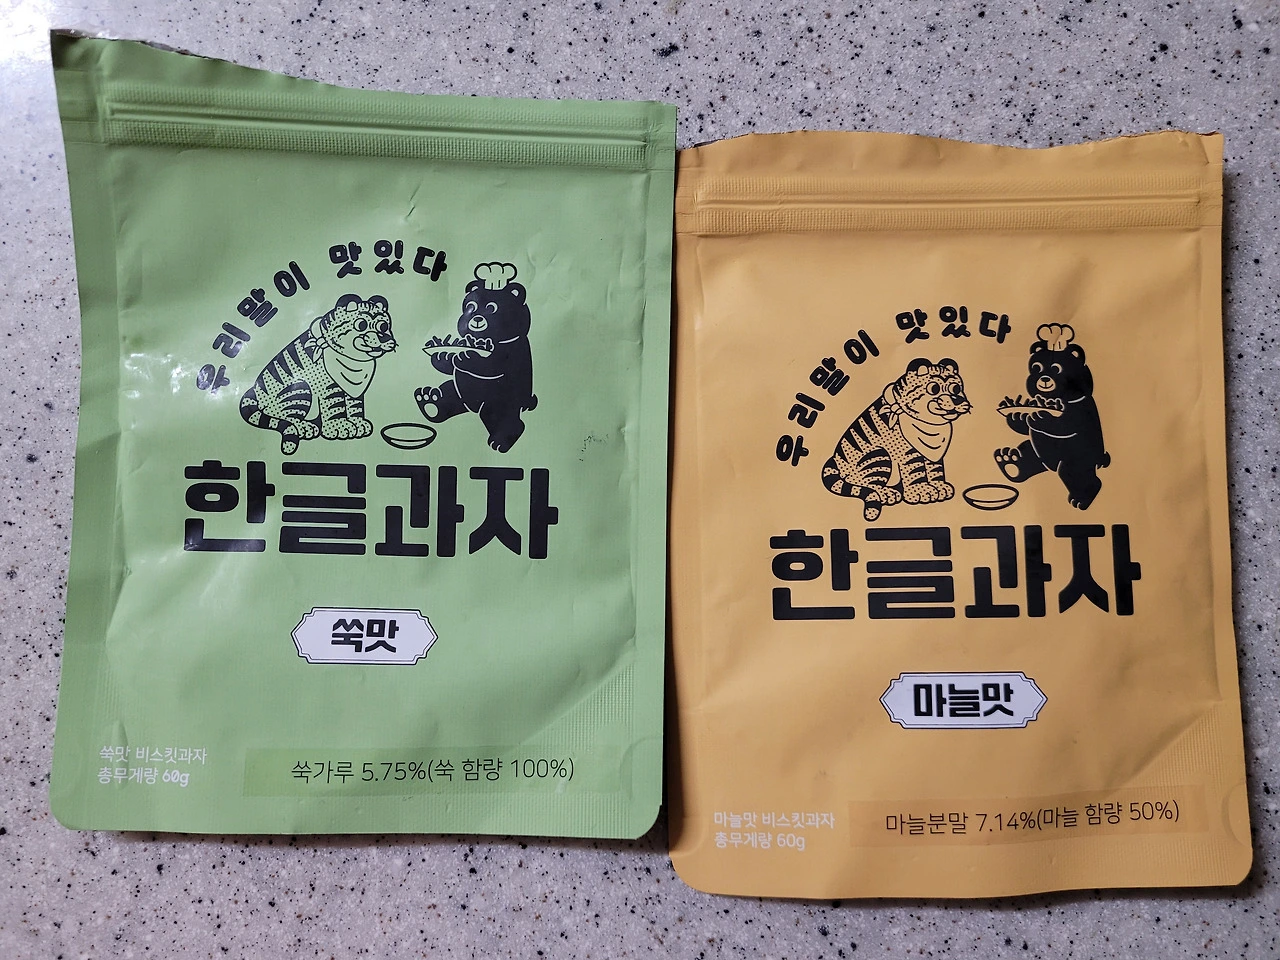 우리말이 맛있다
한글과자
쑥맛
쑥맛 비스킷과자
총무게량 60g
쑥가루 5.75%(쑥 함량 100%)
우리말이 맛있다
한글과자
마늘맛
마늘맛 비스킷과자
총무게량 60g
마늘분말 7.14%(마늘 함량 50%)